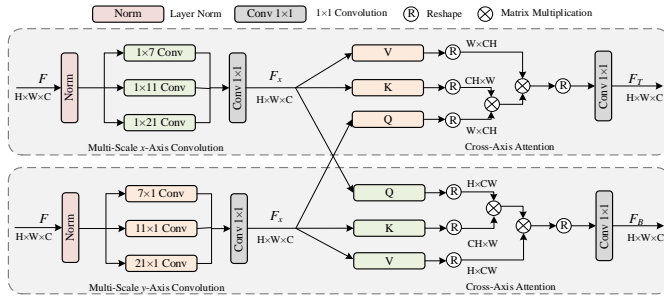 Norm Layer Norm Conv 1×1 1×1 Convolution R Reshape Matrix Multiplication
F
H×W×C
Norm
1×7 Conv
1×11 Conv
1×21 Conv
Conv 1×1
Multi-Scale x-Axis Convolution
F_x
H×W×C
V
K
Q
R
R
R
W×CH
CH×W
W×CH
R
Conv 1×1
F_T
H×W×C
Cross-Axis Attention
F
H×W×C
Norm
7×1 Conv
11×1 Conv
21×1 Conv
Conv 1×1
Multi-Scale y-Axis Convolution
F_x
H×W×C
Q
K
V
R
R
R
H×CW
CH×W
H×CW
R
Conv 1×1
F_B
H×W×C
Cross-Axis Attention